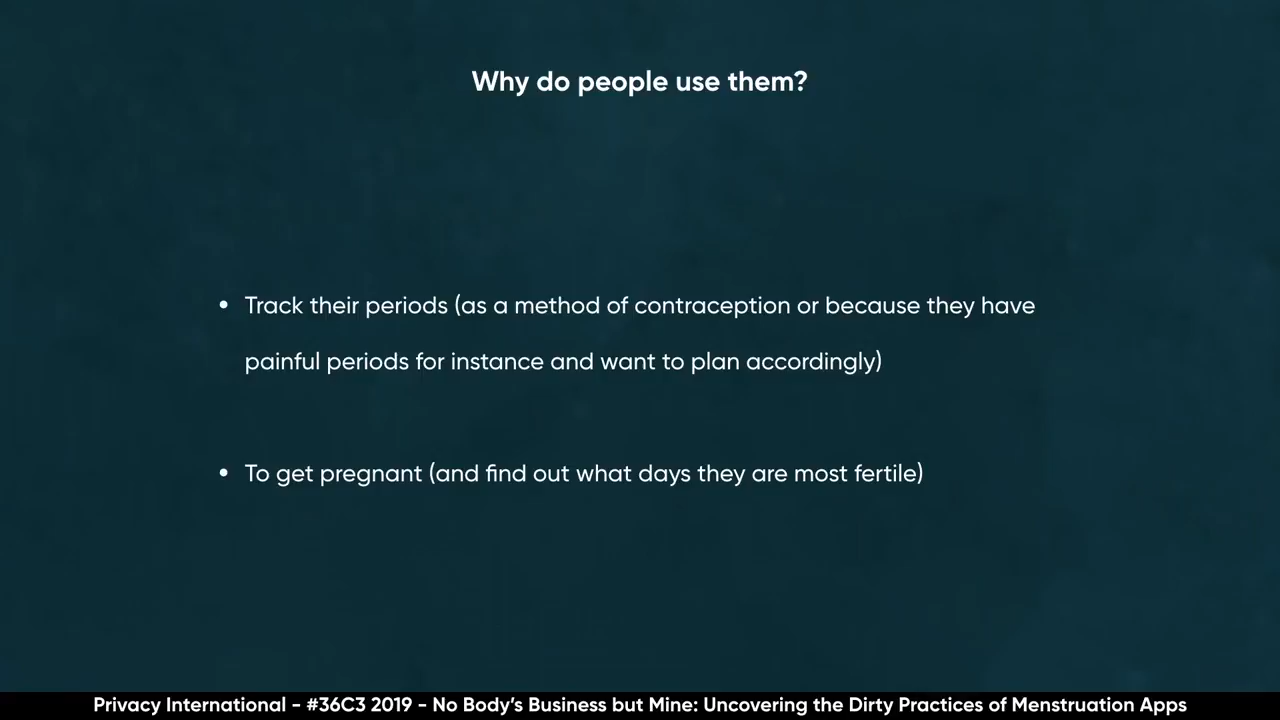 Why do people use them?
• Track their periods (as a method of contraception or because they have
painful periods for instance and want to plan accordingly)
• To get pregnant (and find out what days they are most fertile)
Privacy International - #36C3 2019 - No Body's Business but Mine: Uncovering the Dirty Practices of Menstruation Apps